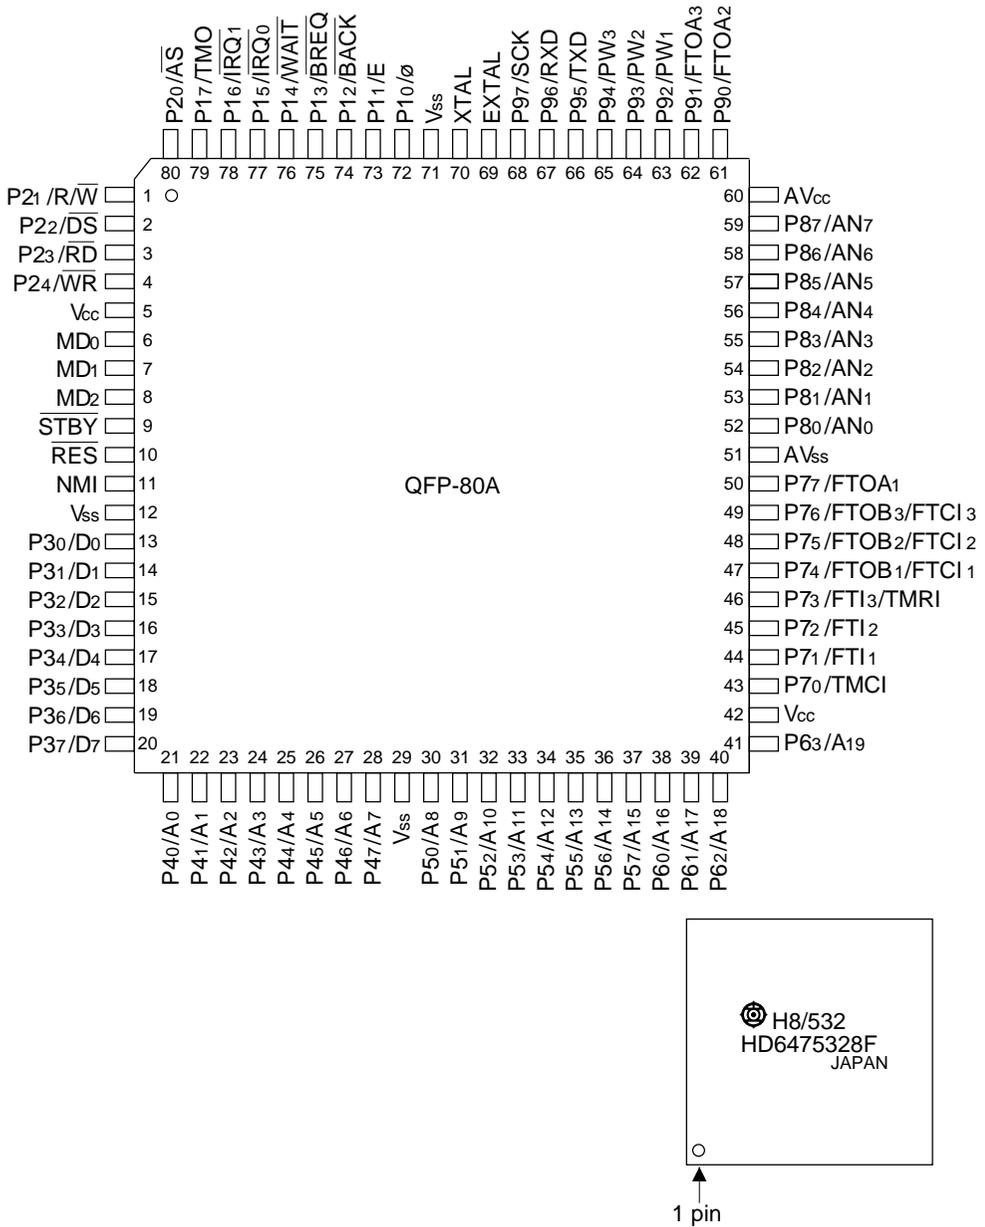 P20/AS
P17/TMO
P16/IRQ1
P15/IRQ0
P14/WAIT
P13/BREQ
P12/BACK
P11/E
P10/ø
Vss
XTAL
EXTAL
P97/SCK
P96/RXD
P95/TXD
P94/PW3
P93/PW2
P92/PW1
P91/FTOA3
P90/FTOA2
80 79 78 77 76 75 74 73 72 71 70 69 68 67 66 65 64 63 62 61
P21/R/W 1
P22/DS 2
P23/RD 3
P24/WR 4
Vcc 5
MD0 6
MD1 7
MD2 8
STBY 9
RES 10
NMI 11
Vss 12
P30/D0 13
P31/D1 14
P32/D2 15
P33/D3 16
P34/D4 17
P35/D5 18
P36/D6 19
P37/D7 20
QFP-80A
60 AVcc
59 P87/AN7
58 P86/AN6
57 P85/AN5
56 P84/AN4
55 P83/AN3
54 P82/AN2
53 P81/AN1
52 P80/AN0
51 AVss
50 P77/FTOA1
49 P76/FTOB3/FTCI3
48 P75/FTOB2/FTCI2
47 P74/FTOB1/FTCI1
46 P73/FTI3/TMRI
45 P72/FTI2
44 P71/FTI1
43 P70/TMCI
42 Vcc
41 P63/A19
21 22 23 24 25 26 27 28 29 30 31 32 33 34 35 36 37 38 39 40
P40/A0
P41/A1
P42/A2
P43/A3
P44/A4
P45/A5
P46/A6
P47/A7
Vss
P50/A8
P51/A9
P52/A10
P53/A11
P54/A12
P55/A13
P56/A14
P57/A15
P60/A16
P61/A17
P62/A18
H8/532
HD6475328F
JAPAN
1 pin